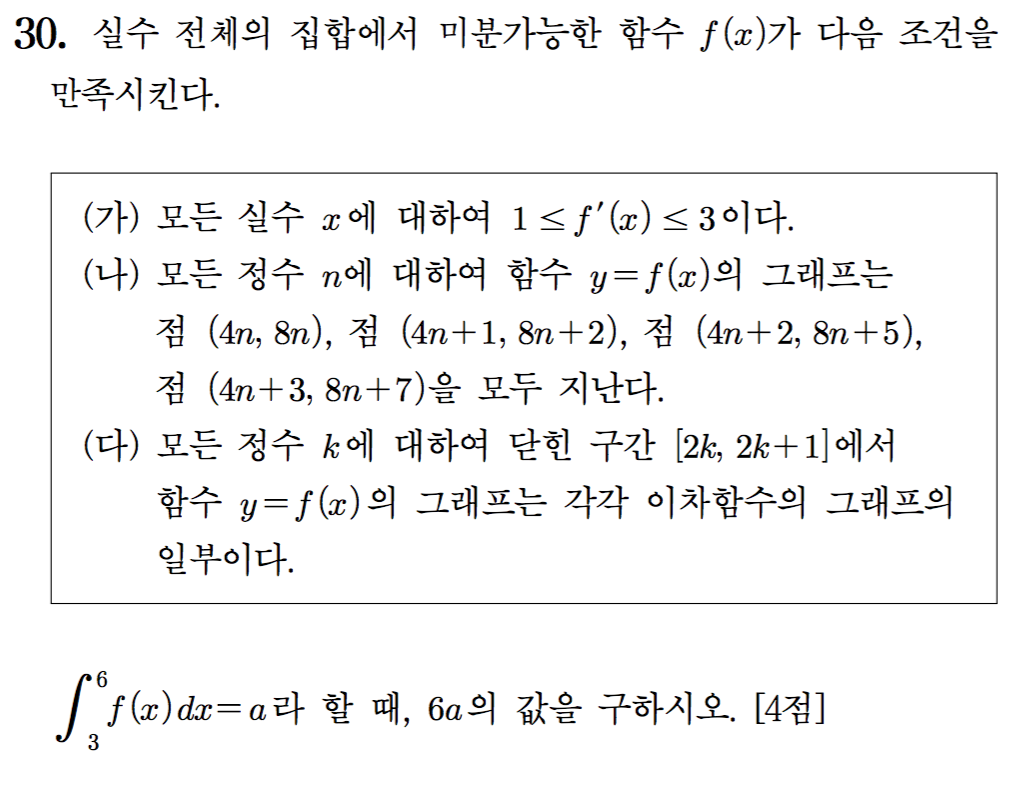 30. 실수 전체의 집합에서 미분가능한 함수 f(x)가 다음 조건을
만족시킨다.
(가) 모든 실수 x에 대하여 1≤f′(x)≤3이다.
(나) 모든 정수 n에 대하여 함수 y=f(x)의 그래프는
점 (4n, 8n), 점 (4n+1, 8n+2), 점 (4n+2, 8n+5),
점 (4n+3, 8n+7)을 모두 지난다.
(다) 모든 정수 k에 대하여 닫힌 구간 [2k, 2k+1]에서
함수 y=f(x)의 그래프는 각각 이차함수의 그래프의
일부이다.
∫₃⁶ f(x)dx=a라 할 때, 6a의 값을 구하시오. [4점]